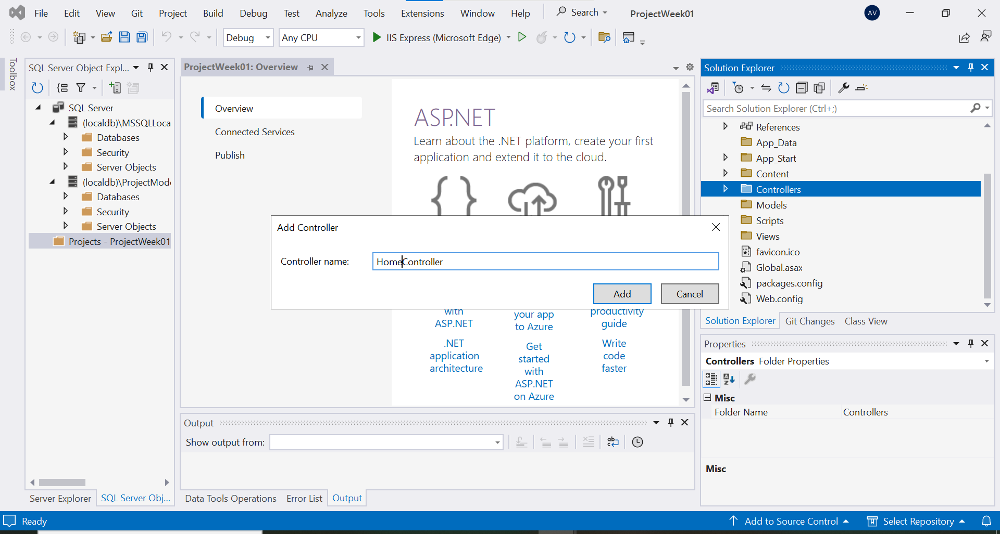 File Edit View Git Project Build Debug Test Analyze Tools Extensions Window Help Search ProjectWeek01 AV
Debug Any CPU IIS Express (Microsoft Edge)
Toolbox
SQL Server Object Expl...
SQL Server
(localdb)\MSSQLLoca
Databases
Security
Server Objects
(localdb)\ProjectMod
Databases
Security
Server Objects
Projects - ProjectWeek01
Server Explorer SQL Server Obj...
ProjectWeek01: Overview
Overview
Connected Services
Publish
ASP.NET
Learn about the .NET platform, create your first
application and extend it to the cloud.
Add Controller
Controller name: HomeController
Add Cancel
with
ASP.NET
.NET
application
architecture
your app
to Azure
Get
started
with
ASP.NET
on Azure
productivity
guide
Write
code
faster
Output
Show output from:
Data Tools Operations Error List Output
Solution Explorer
Search Solution Explorer (Ctrl+;)
References
App_Data
App_Start
Content
Controllers
Models
Scripts
Views
favicon.ico
Global.asax
packages.config
Web.config
Solution Explorer Git Changes Class View
Properties
Controllers Folder Properties
Misc
Folder Name Controllers
Misc
Ready Add to Source Control Select Repository